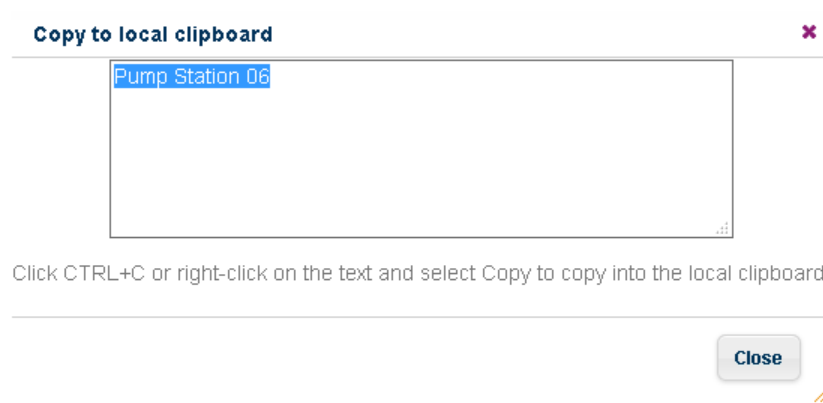 Copy to local clipboard
Pump Station 06
Click CTRL+C or right-click on the text and select Copy to copy into the local clipboard
Close